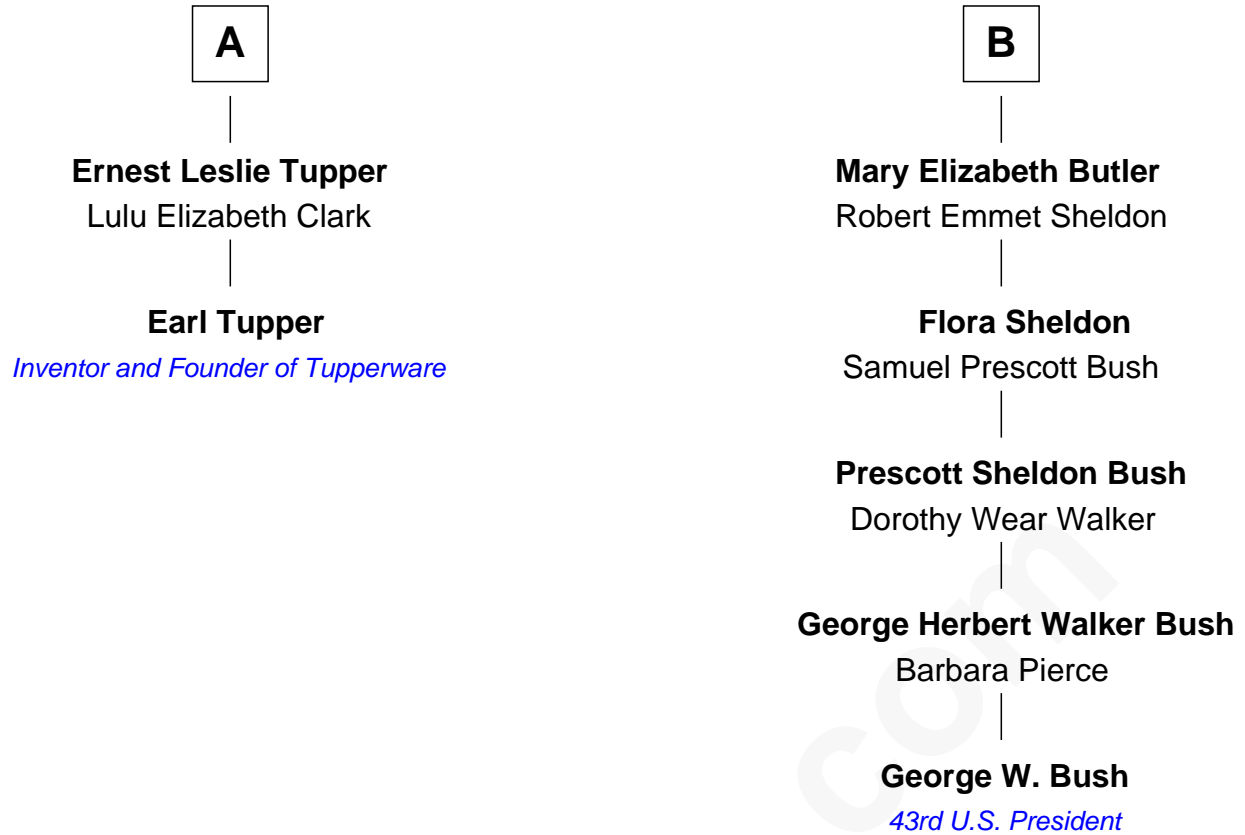 A
Ernest Leslie Tupper
Lulu Elizabeth Clark
Earl Tupper
Inventor and Founder of Tupperware
B
Mary Elizabeth Butler
Robert Emmet Sheldon
Flora Sheldon
Samuel Prescott Bush
Prescott Sheldon Bush
Dorothy Wear Walker
George Herbert Walker Bush
Barbara Pierce
George W. Bush
43rd U.S. President
com